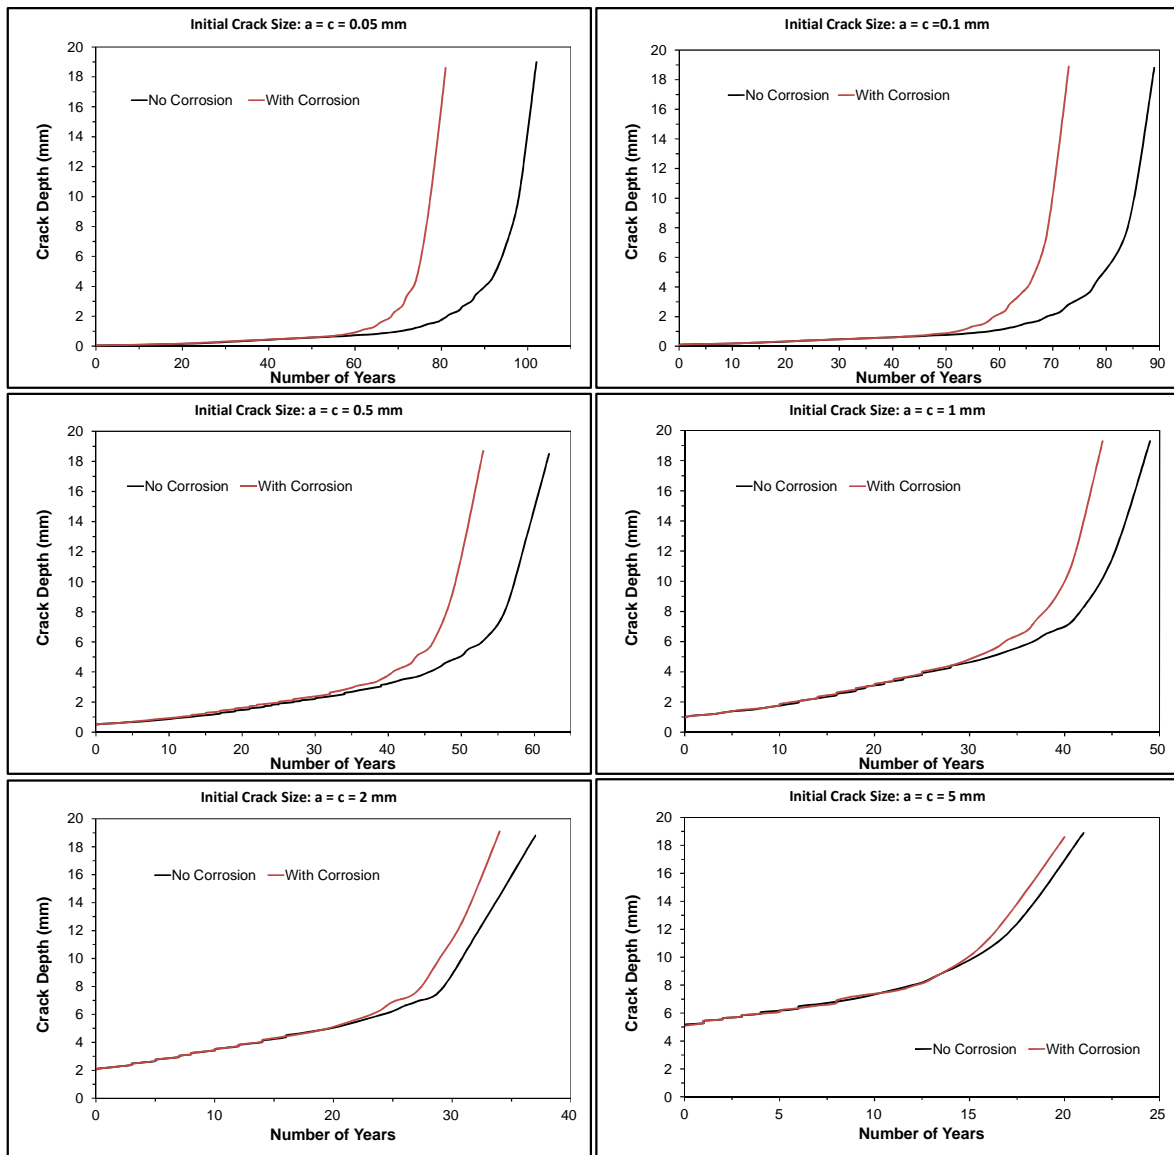 Initial Crack Size: a = c = 0.05 mm
20
18
16
14
12
10
8
6
4
2
0
Crack Depth (mm)
No Corrosion With Corrosion
0 20 40 60 80 100
Number of Years
Initial Crack Size: a = c =0.1 mm
20
18
16
14
12
10
8
6
4
2
0
Crack Depth (mm)
No Corrosion With Corrosion
0 10 20 30 40 50 60 70 80 90
Number of Years
Initial Crack Size: a = c = 0.5 mm
20
18
16
14
12
10
8
6
4
2
0
Crack Depth (mm)
No Corrosion With Corrosion
0 10 20 30 40 50 60
Number of Years
Initial Crack Size: a = c = 1 mm
20
18
16
14
12
10
8
6
4
2
0
Crack Depth (mm)
No Corrosion With Corrosion
0 10 20 30 40 50
Number of Years
Initial Crack Size: a = c = 2 mm
20
18
16
14
12
10
8
6
4
2
0
Crack Depth (mm)
No Corrosion With Corrosion
0 10 20 30 40
Number of Years
Initial Crack Size: a = c = 5 mm
20
18
16
14
12
10
8
6
4
2
0
Crack Depth (mm)
No Corrosion With Corrosion
0 5 10 15 20 25
Number of Years